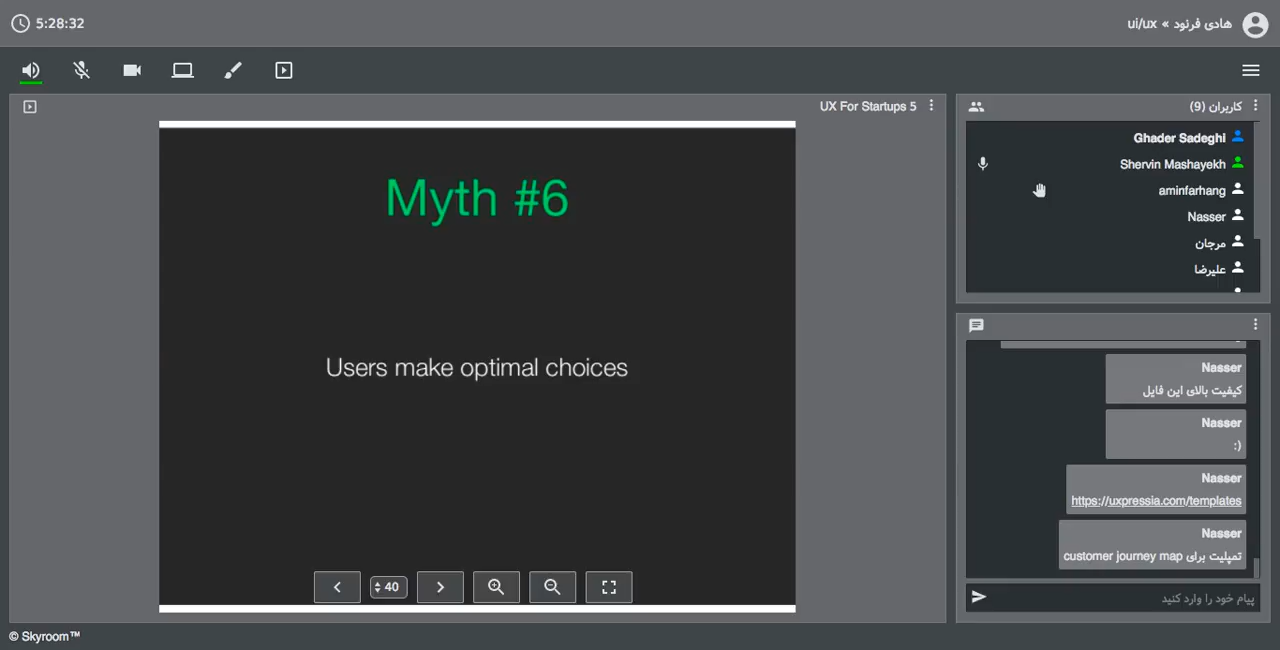 5:28:32
هادی فرنود » ui/ux
UX For Startups 5
Myth #6
Users make optimal choices
40
کاربران (9)
Ghader Sadeghi
Shervin Mashayekh
aminfarhang
Nasser
مرجان
علیرضا
Nasser
کیفیت بالای این فایل
Nasser
:)
Nasser
https://uxpressia.com/templates
Nasser
تمپلیت برای customer journey map
پیام خود را وارد کنید
© Skyroom™